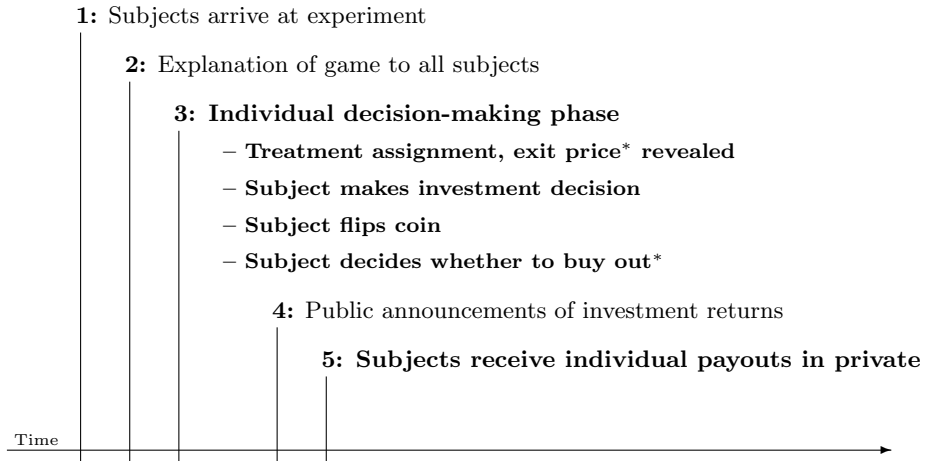 1: Subjects arrive at experiment
2: Explanation of game to all subjects
3: Individual decision-making phase
– Treatment assignment, exit price* revealed
– Subject makes investment decision
– Subject flips coin
– Subject decides whether to buy out*
4: Public announcements of investment returns
5: Subjects receive individual payouts in private
Time